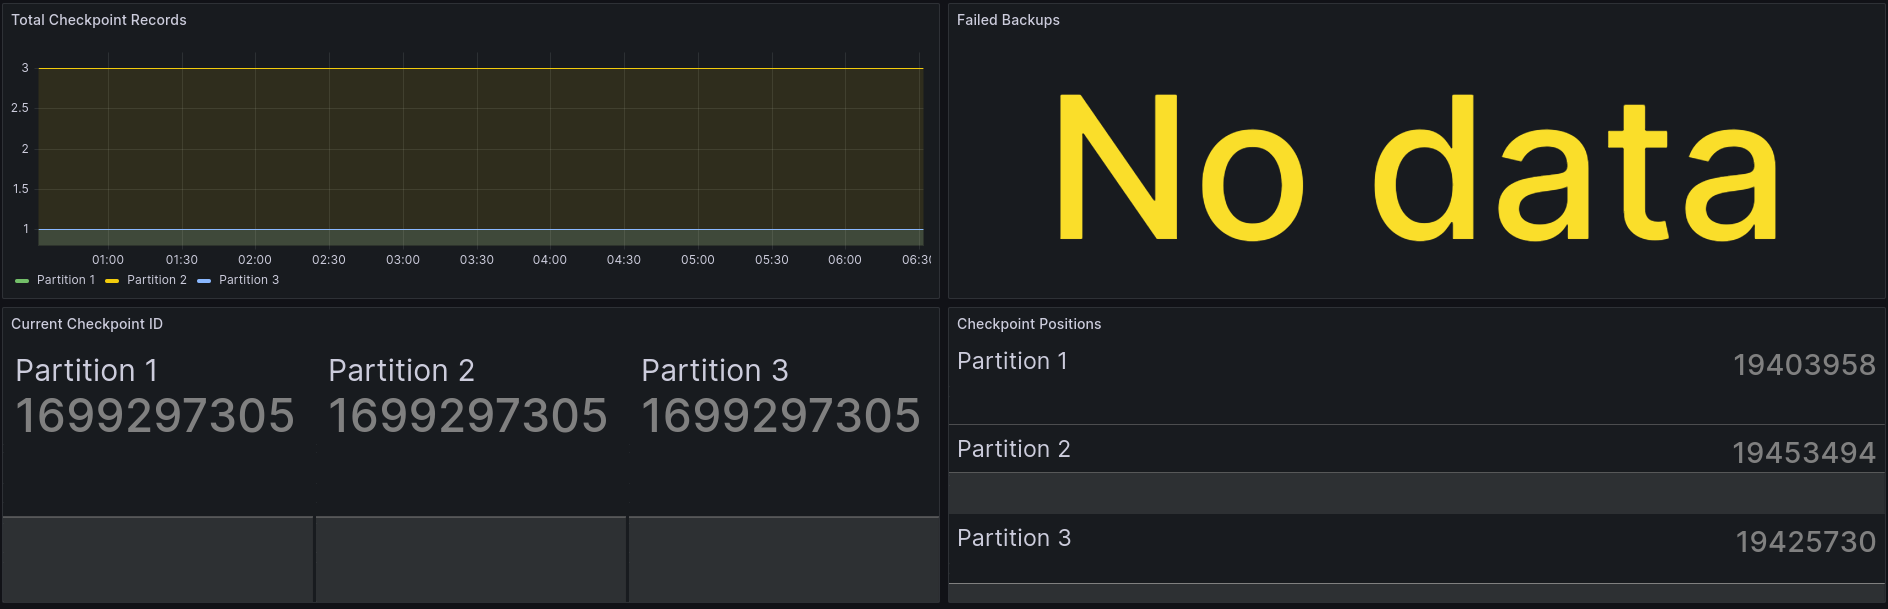 Total Checkpoint Records
3
2.5
2
1.5
1
01:00 01:30 02:00 02:30 03:00 03:30 04:00 04:30 05:00 05:30 06:00 06:30
Partition 1 Partition 2 Partition 3
Failed Backups
No data
Current Checkpoint ID
Partition 1 Partition 2 Partition 3
1699297305 1699297305 1699297305
Checkpoint Positions
Partition 1 19403958
Partition 2 19453494
Partition 3 19425730